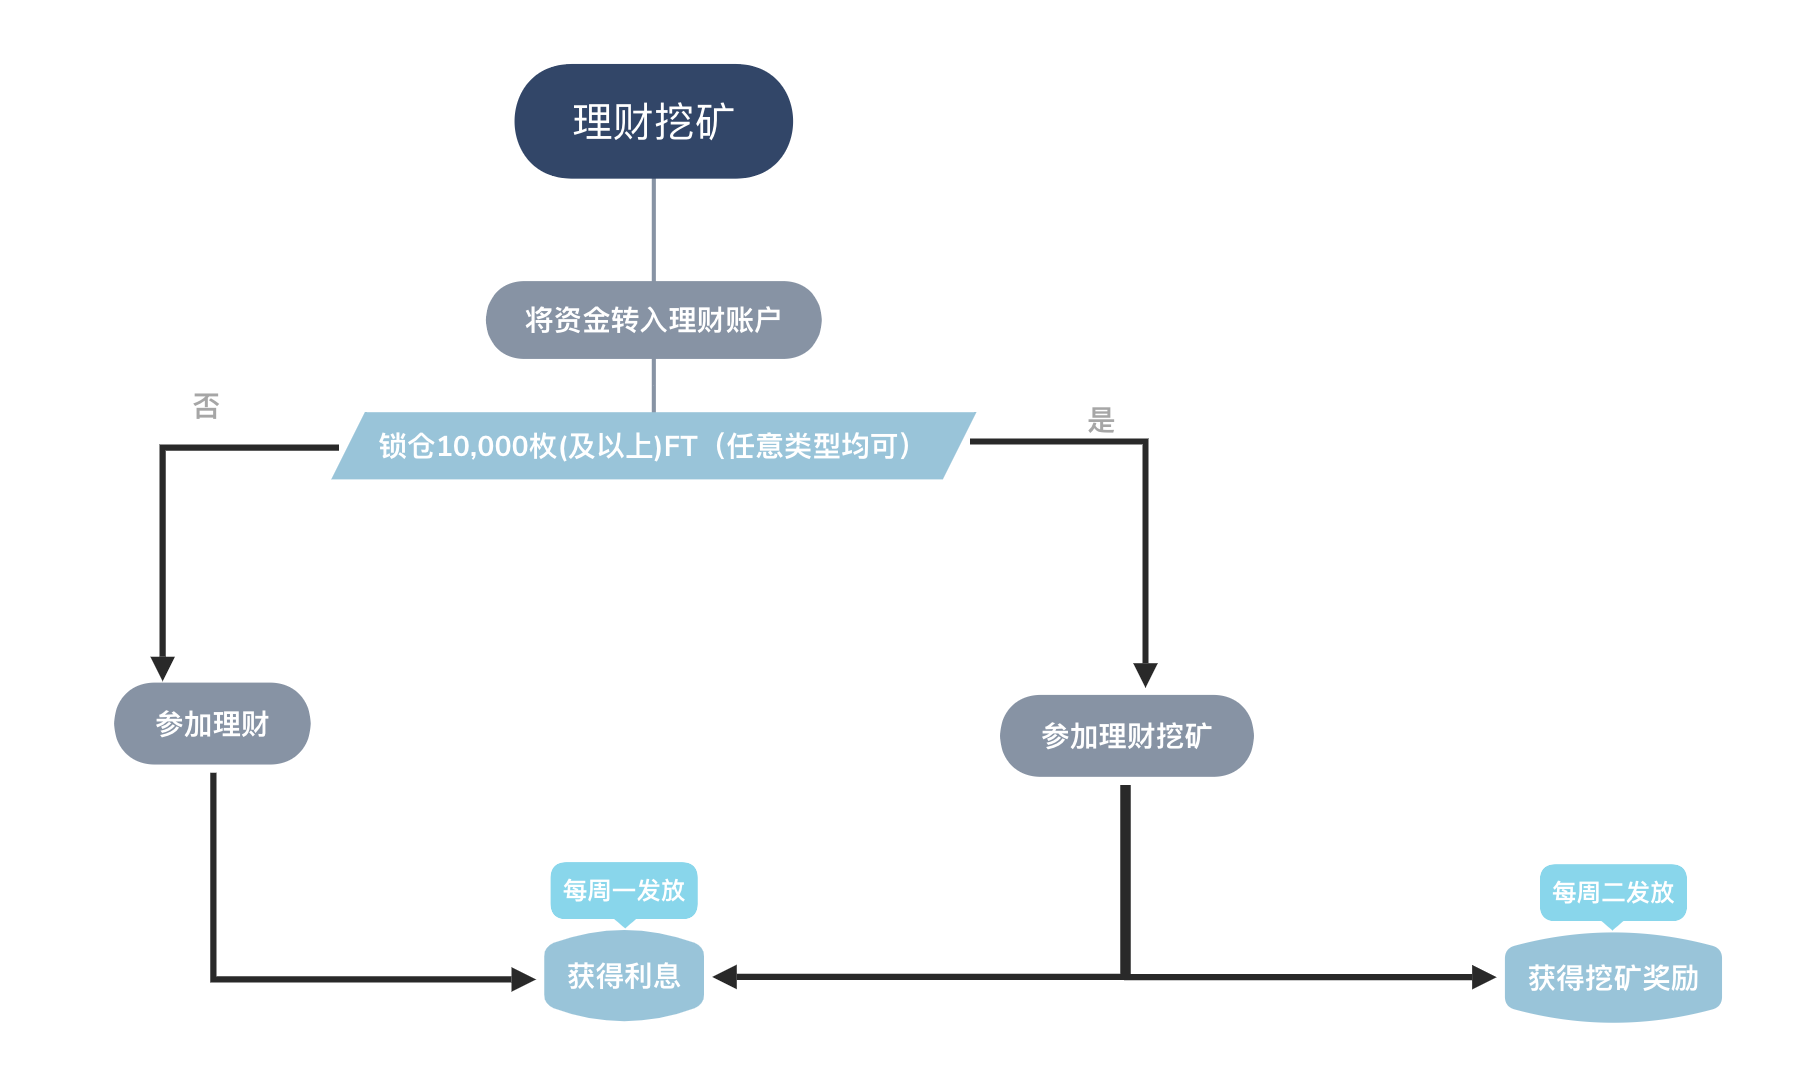 理财挖矿
将资金转入理财账户
否
是
锁仓10,000枚(及以上)FT（任意类型均可）
参加理财
参加理财挖矿
每周一发放
每周二发放
获得利息
获得挖矿奖励